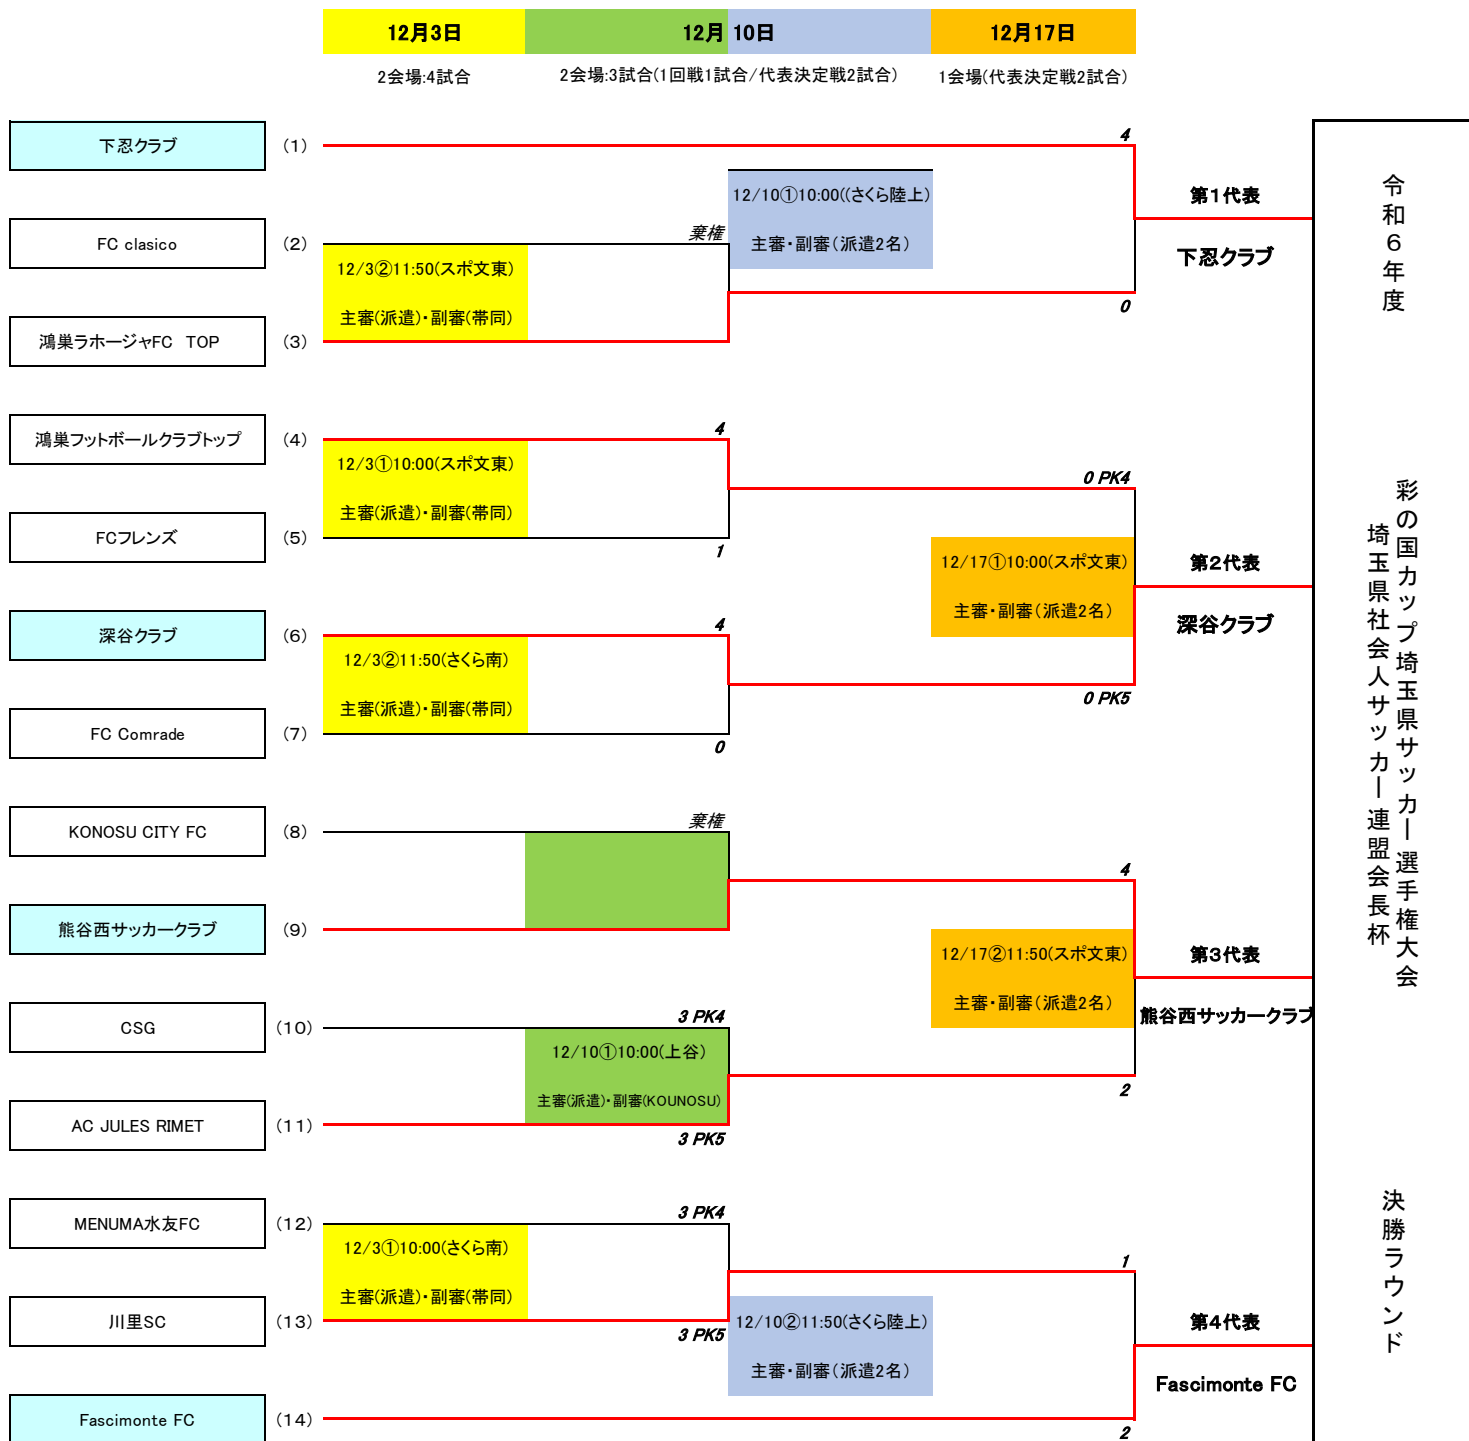 12月3日
12月 10日
12月17日
2会場:4試合
2会場:3試合(1回戦1試合/代表決定戦2試合)
1会場(代表決定戦2試合)
下忍クラブ
(1)
4
12/10①10:00((さくら陸上)
主審・副審(派遣2名)
第1代表
下忍クラブ
FC clasico
(2)
棄権
12/3②11:50(スポ文東)
主審(派遣)・副審(帯同)
0
鴻巣ラホージャFC TOP
(3)
鴻巣フットボールクラブトップ
(4)
4
12/3①10:00(スポ文東)
主審(派遣)・副審(帯同)
0 PK4
FCフレンズ
(5)
1
12/17①10:00(スポ文東)
主審・副審(派遣2名)
第2代表
深谷クラブ
深谷クラブ
(6)
4
12/3②11:50(さくら南)
主審(派遣)・副審(帯同)
0 PK5
FC Comrade
(7)
0
KONOSU CITY FC
(8)
棄権
4
熊谷西サッカークラブ
(9)
12/17②11:50(スポ文東)
主審・副審(派遣2名)
第3代表
熊谷西サッカークラブ
CSG
(10)
3 PK4
12/10①10:00(上谷)
主審(派遣)・副審(KOUNOSU)
2
AC JULES RIMET
(11)
3 PK5
MENUMA水友FC
(12)
3 PK4
12/3①10:00(さくら南)
主審(派遣)・副審(帯同)
1
川里SC
(13)
3 PK5
12/10②11:50(さくら陸上)
主審・副審(派遣2名)
第4代表
Fascimonte FC
Fascimonte FC
(14)
2
令和6年度
彩の国カップ埼玉県サッカー選手権大会
埼玉県社会人サッカー連盟会長杯
決勝ラウンド